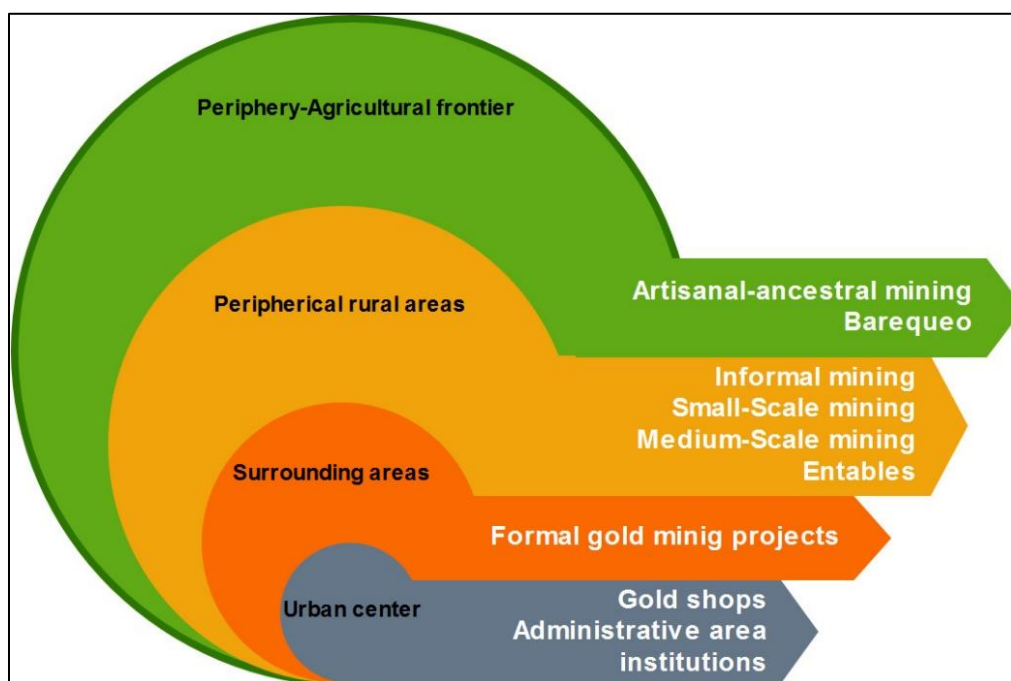 Periphery-Agricultural frontier
Artisanal-ancestral mining
Barequeo
Peripherical rural areas
Informal mining
Small-Scale mining
Medium-Scale mining
Entables
Surrounding areas
Formal gold minig projects
Urban center
Gold shops
Administrative area
institutions